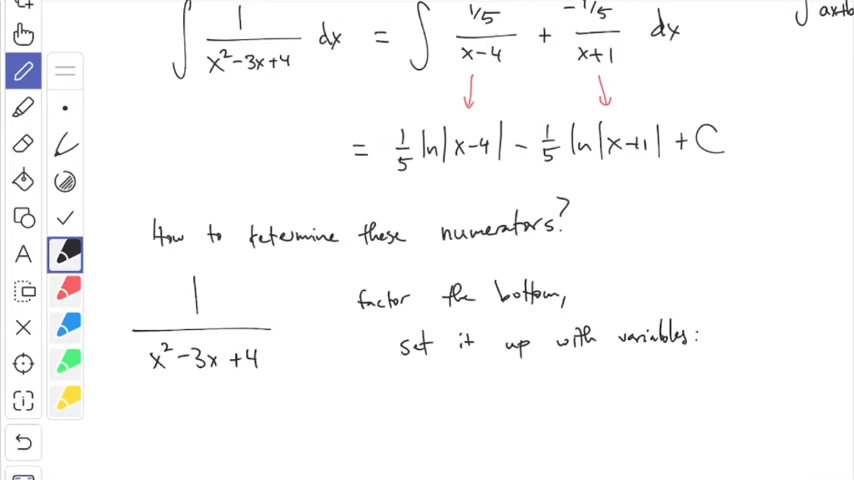 ∫ 1/(x²-3x+4) dx = ∫ (1/5)/(x-4) + (-1/5)/(x+1) dx ∫ ax+b
= 1/5 ln|x-4| - 1/5 ln|x+1| + C
How to determine these numerators?
1/(x²-3x+4) factor the bottom,
set it up with variables:
A